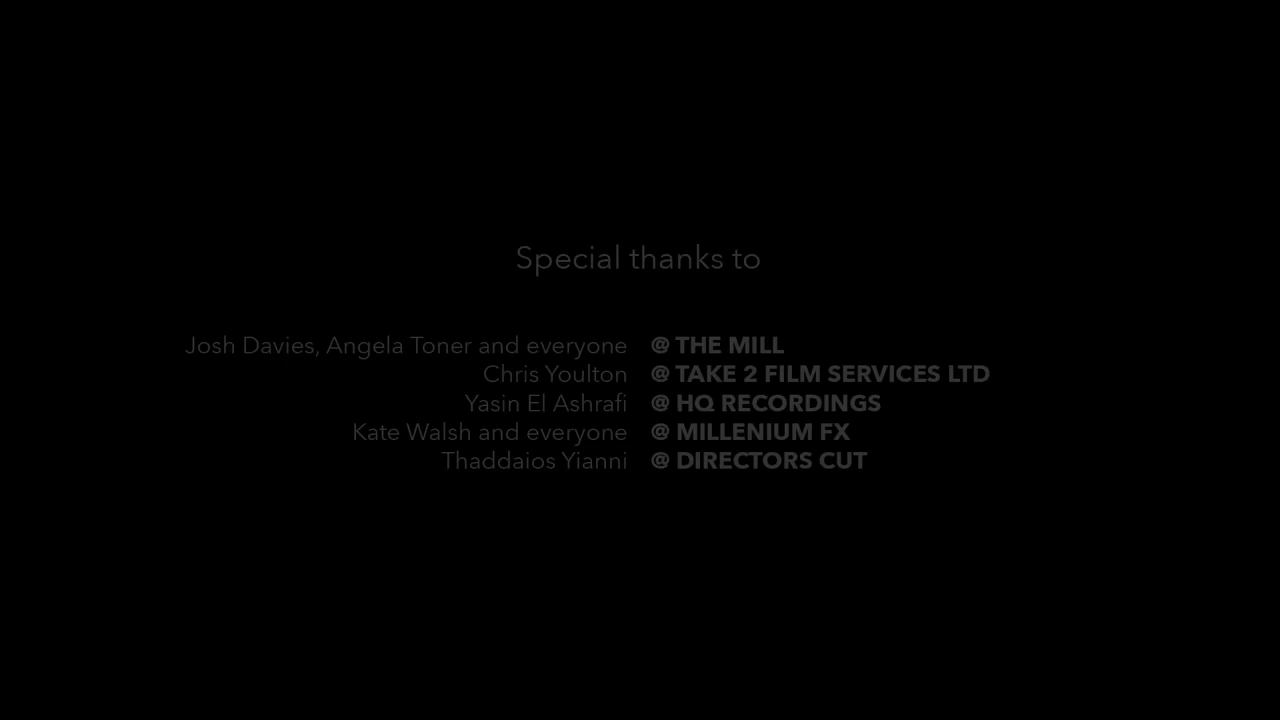 Special thanks to
Josh Davies, Angela Toner and everyone @ THE MILL
Chris Youlton @ TAKE 2 FILM SERVICES LTD
Yasin El Ashrafi @ HQ RECORDINGS
Kate Walsh and everyone @ MILLENIUM FX
Thaddaios Yianni @ DIRECTORS CUT